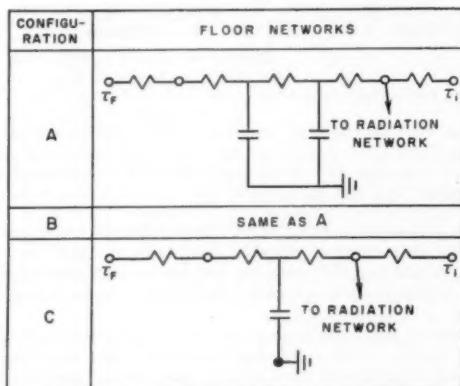 CONFIGU-
RATION
FLOOR NETWORKS
A
τF
τi
TO RADIATION
NETWORK
B
SAME AS A
C
τF
τi
TO RADIATION
NETWORK